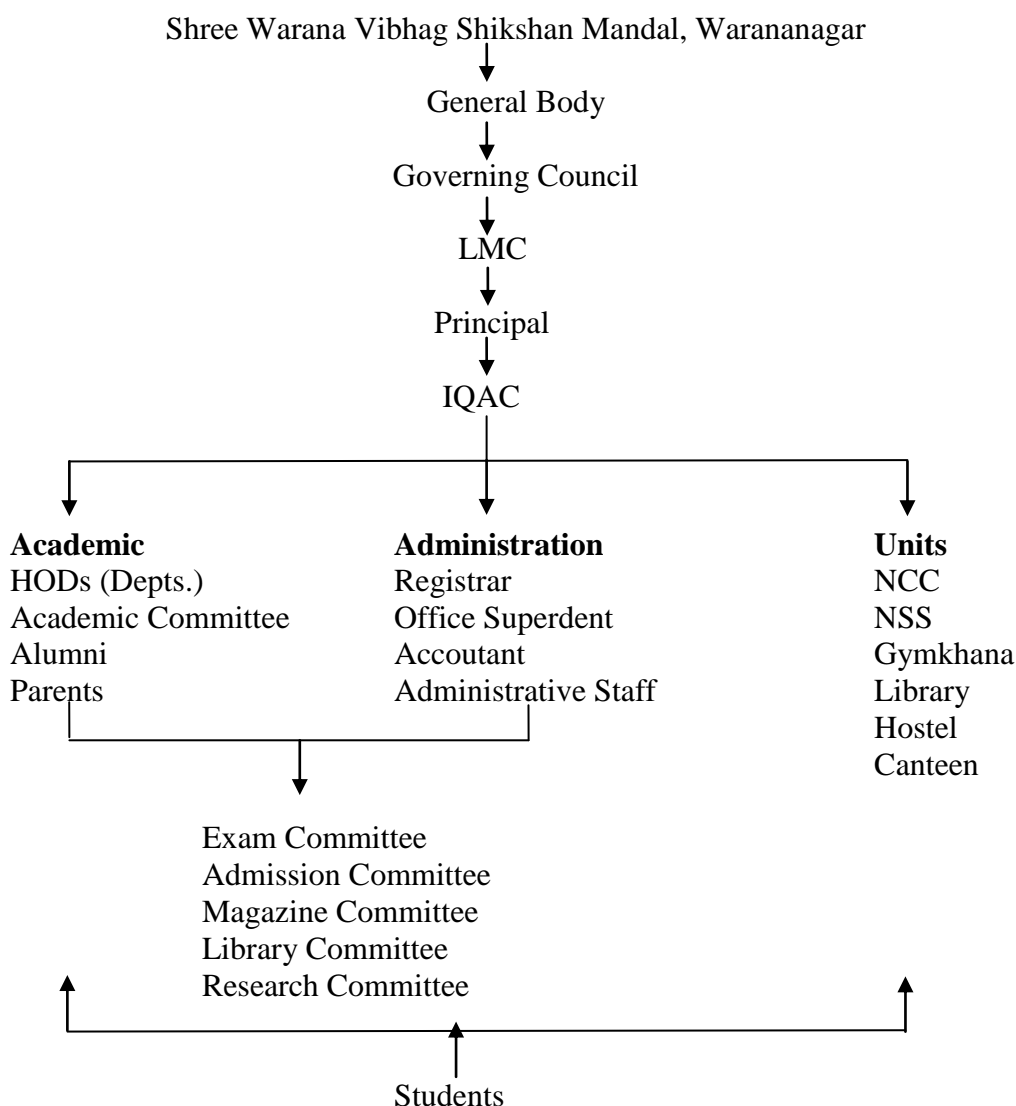 Shree Warana Vibhag Shikshan Mandal, Warananagar
General Body
Governing Council
LMC
Principal
IQAC
Academic
HODs (Depts.)
Academic Committee
Alumni
Parents
Administration
Registrar
Office Superdent
Accoutant
Administrative Staff
Units
NCC
NSS
Gymkhana
Library
Hostel
Canteen
Exam Committee
Admission Committee
Magazine Committee
Library Committee
Research Committee
Students